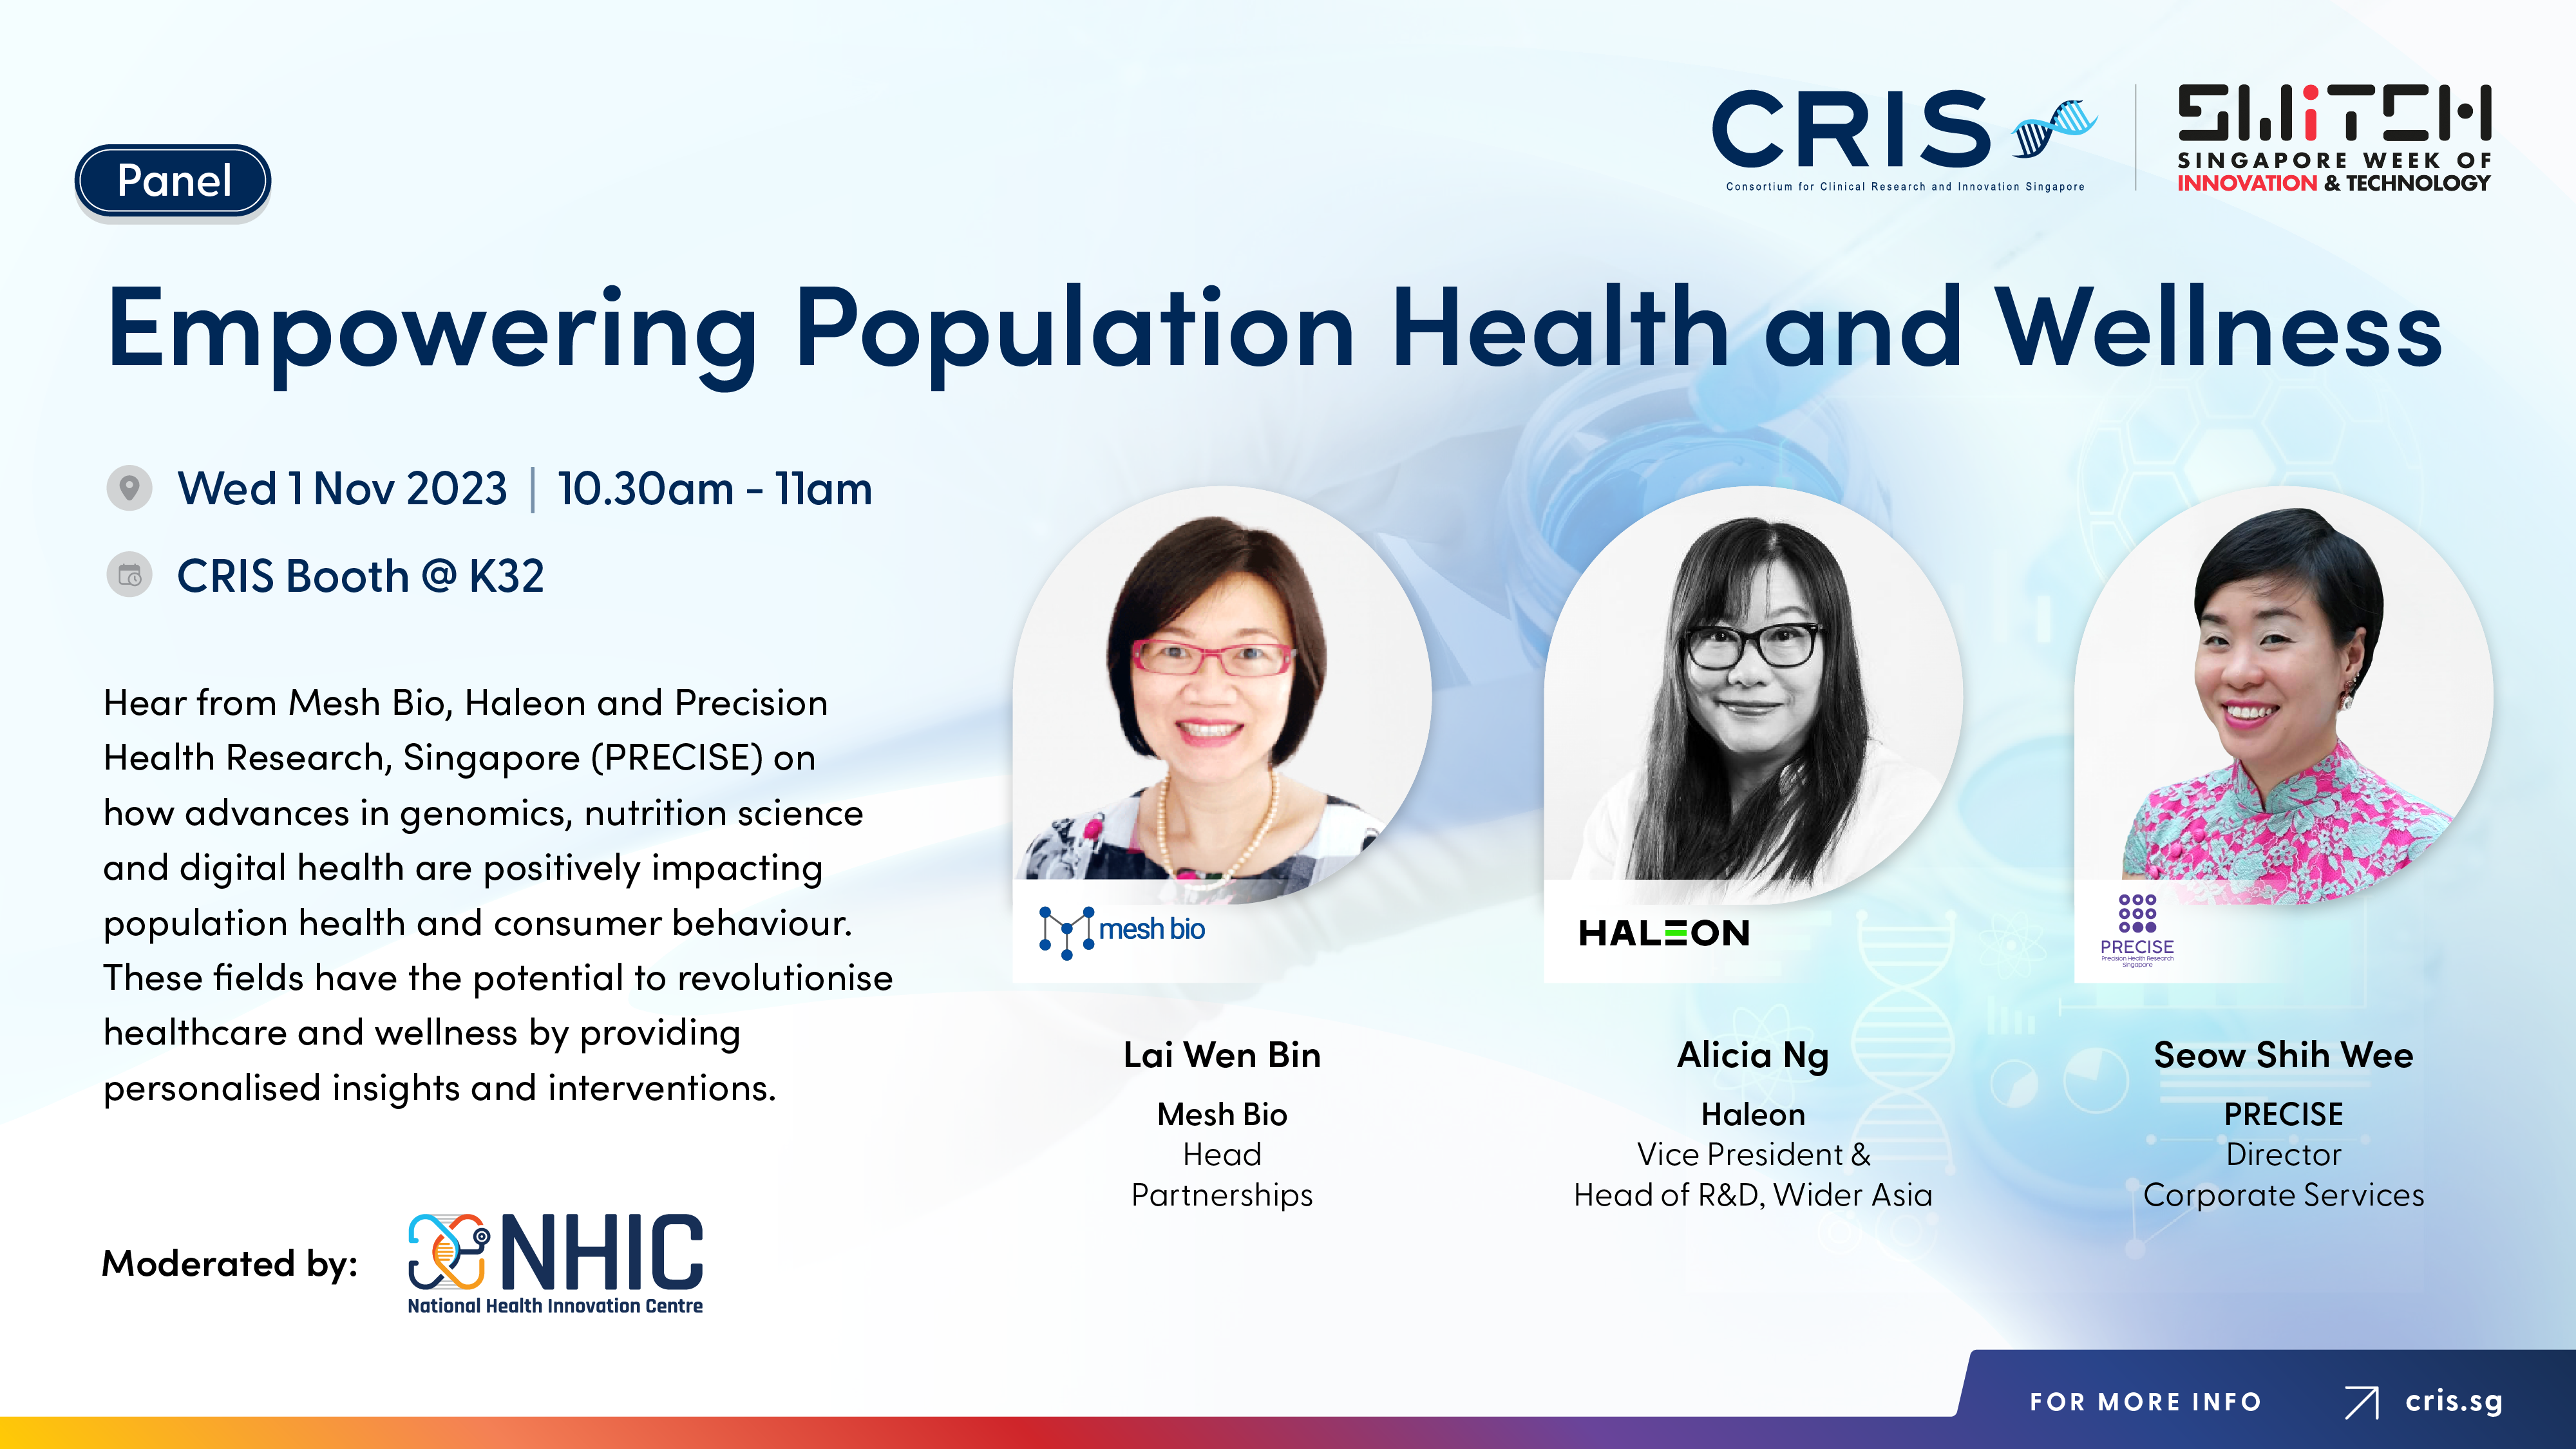 Panel
CRIS
Consortium for Clinical Research and Innovation Singapore
SWiTCH
SINGAPORE WEEK OF
INNOVATION & TECHNOLOGY
Empowering Population Health and Wellness
Wed 1 Nov 2023 | 10.30am - 11am
CRIS Booth @ K32
Hear from Mesh Bio, Haleon and Precision
Health Research, Singapore (PRECISE) on
how advances in genomics, nutrition science
and digital health are positively impacting
population health and consumer behaviour.
These fields have the potential to revolutionise
healthcare and wellness by providing
personalised insights and interventions.
Moderated by:
NHIC
National Health Innovation Centre
mesh bio
Lai Wen Bin
Mesh Bio
Head
Partnerships
HALEON
Alicia Ng
Haleon
Vice President &
Head of R&D, Wider Asia
PRECISE
Precision Health Research
Singapore
Seow Shih Wee
PRECISE
Director
Corporate Services
FOR MORE INFO
cris.sg